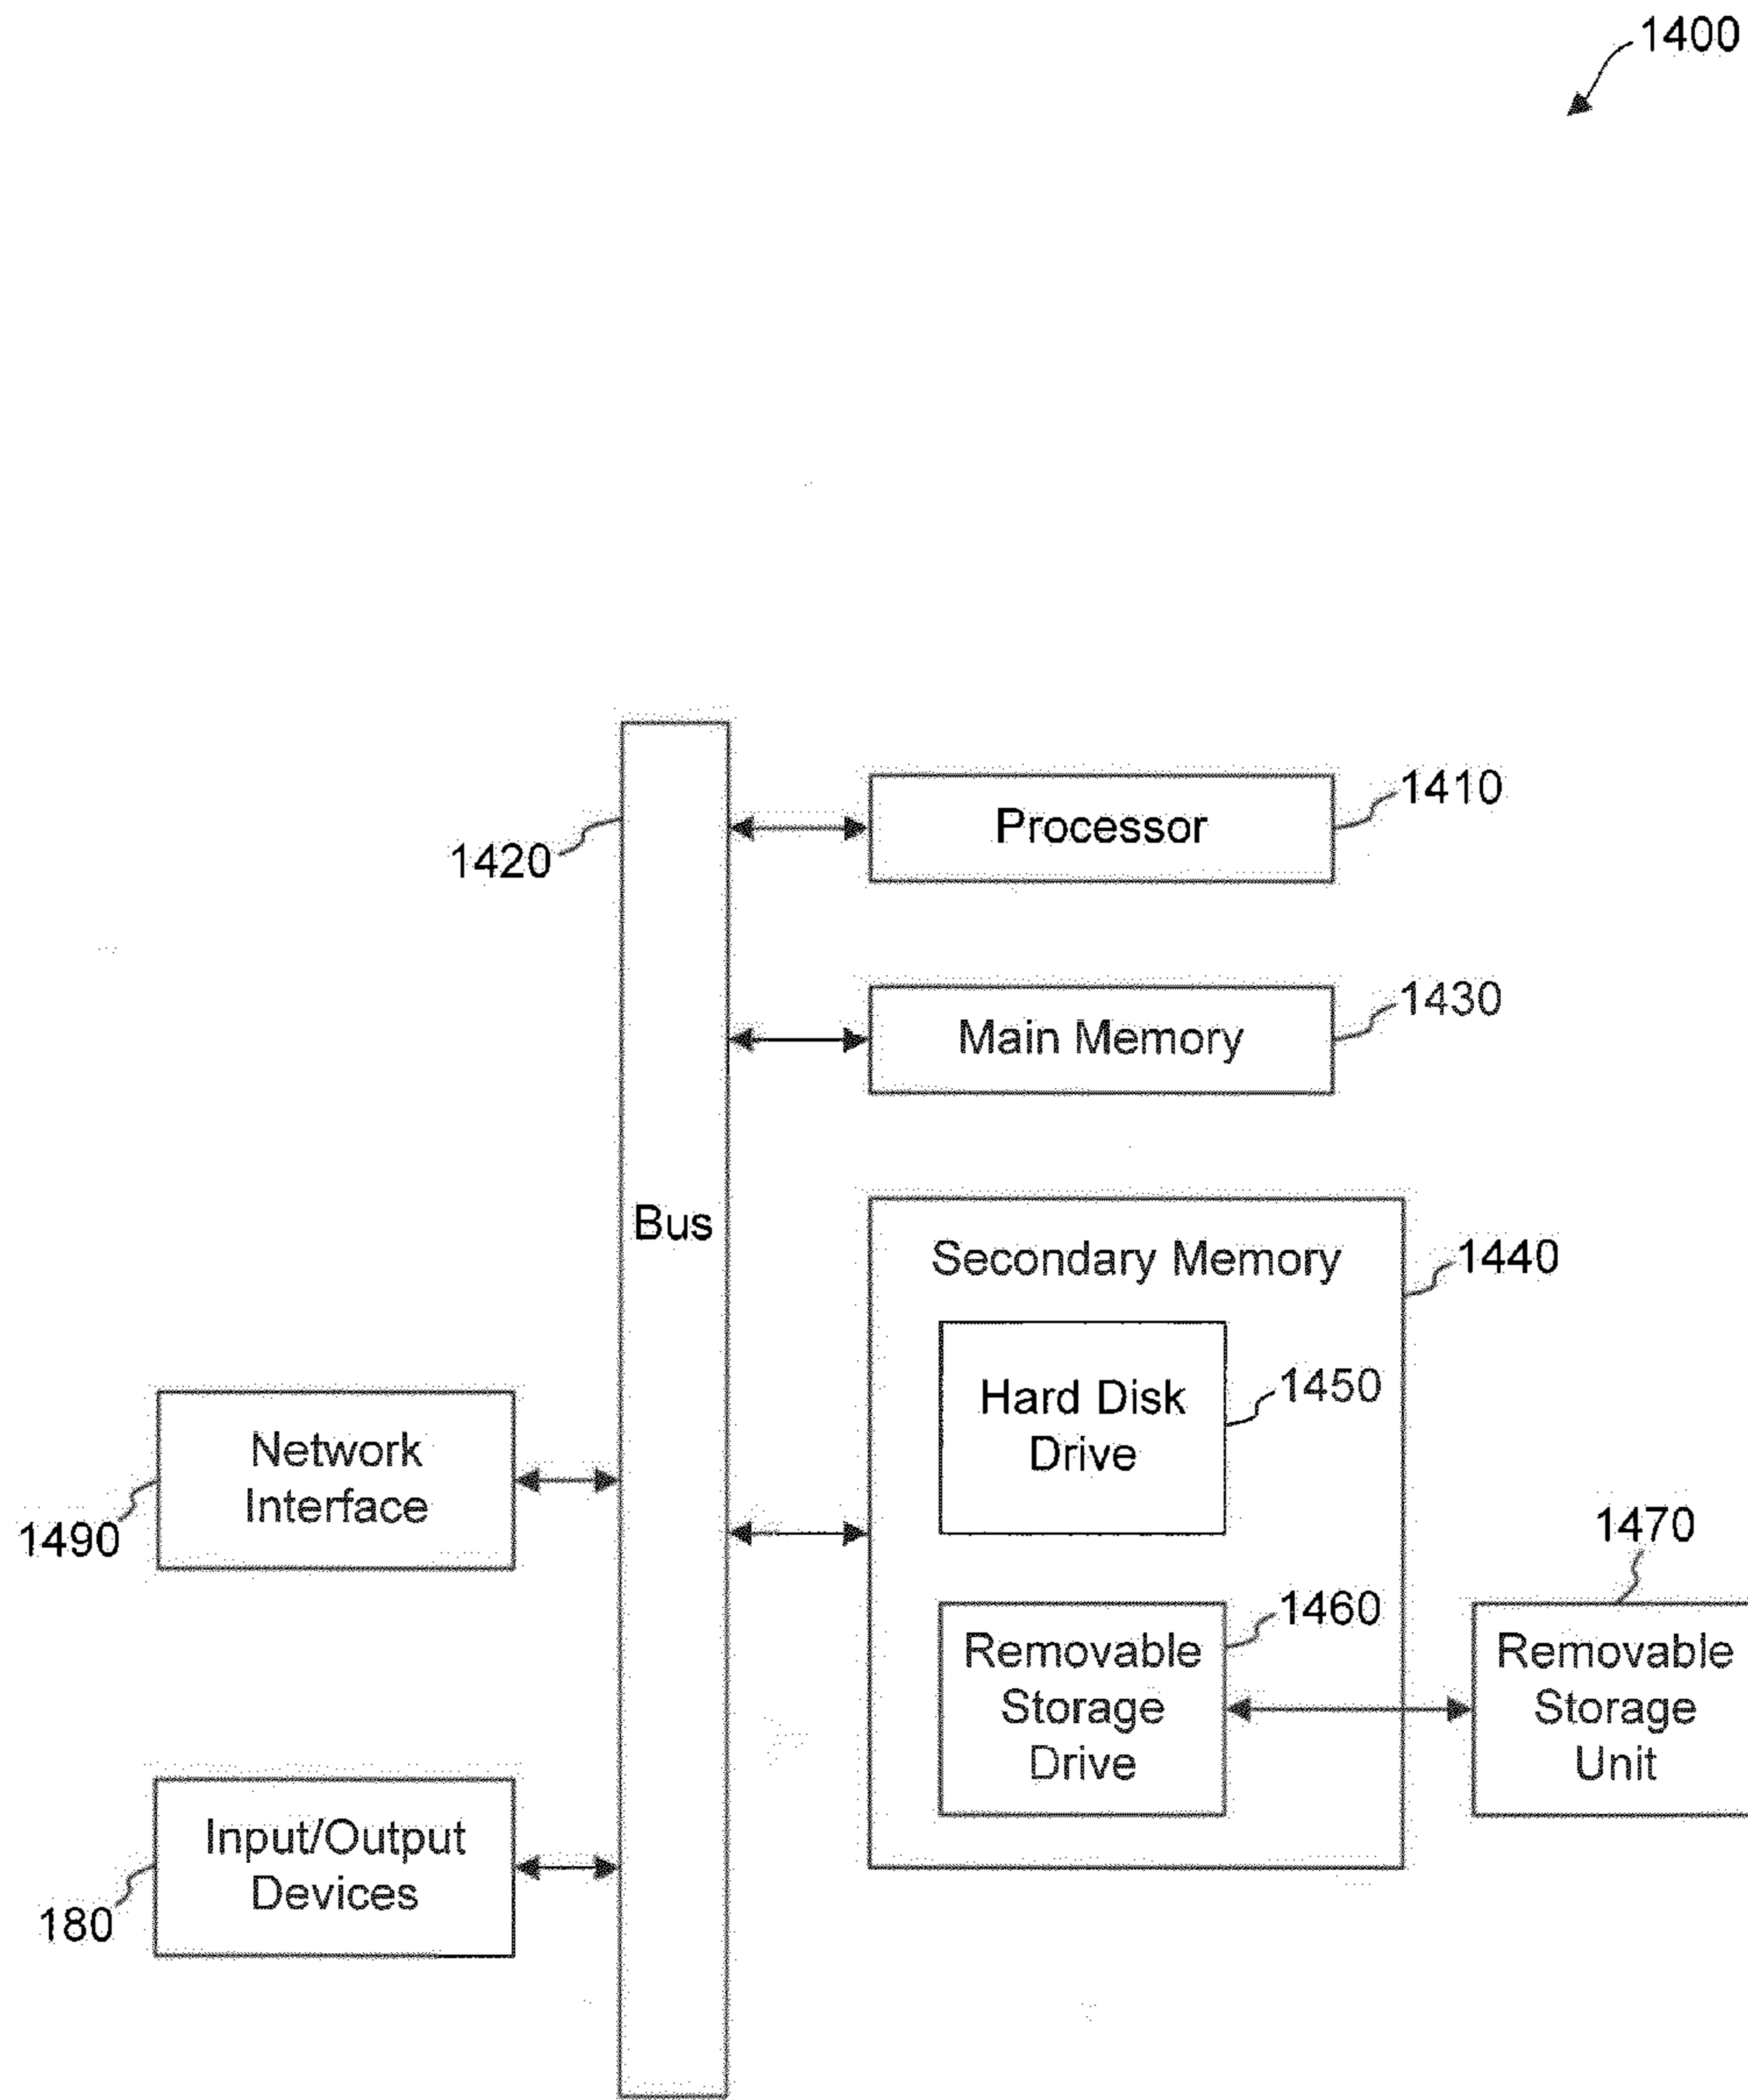 1400
1410
Processor
1420
1430
Main Memory
Bus
Secondary Memory
1440
Hard Disk
Drive
1450
Network
Interface
1490
1470
1460
Removable
Storage
Drive
Removable
Storage
Unit
Input/Output
Devices
180